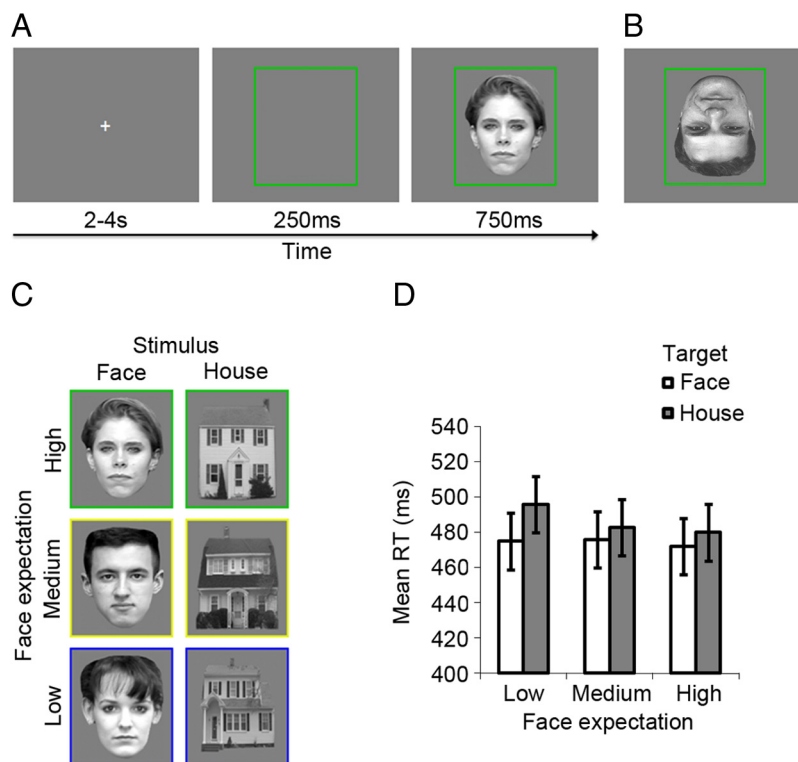 A
B
+
2-4s
250ms
750ms
Time
C
D
Stimulus
Face House
High
Medium
Low
Face expectation
Target
Face
House
540
520
500
480
460
440
420
400
Mean RT (ms)
Low Medium High
Face expectation